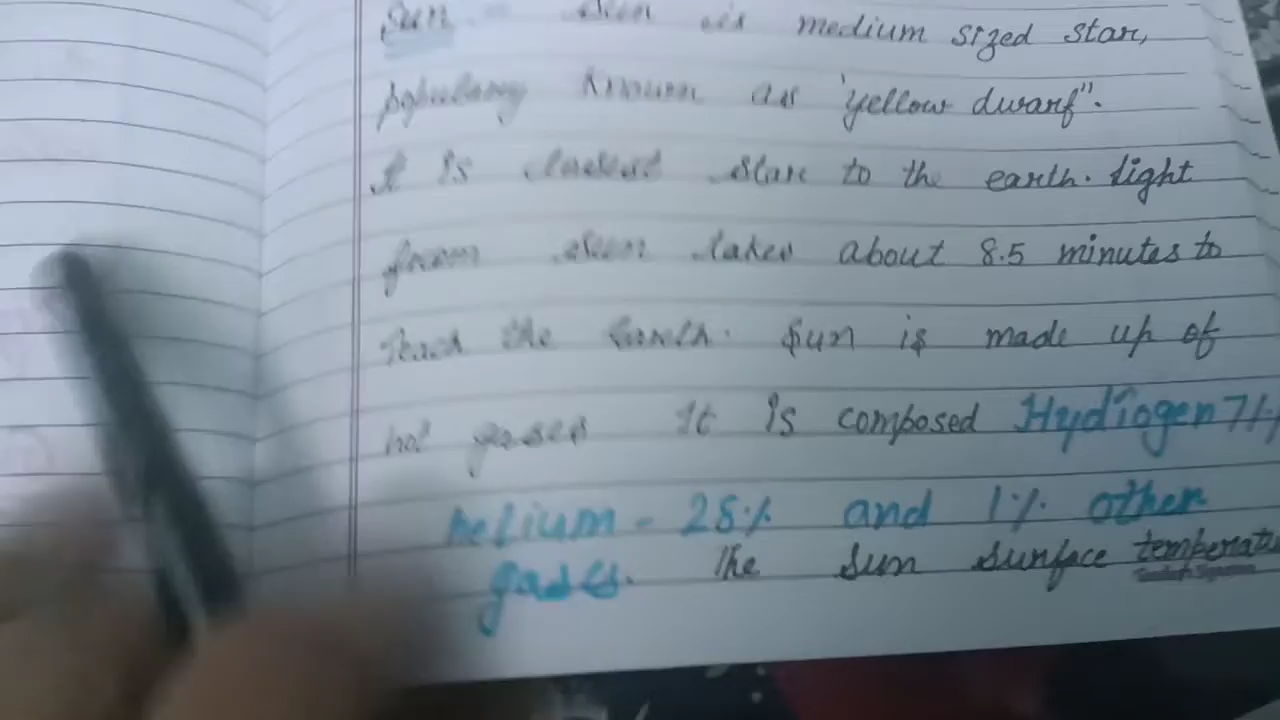 Sun - Sun is medium sized star,
populary known as 'yellow dwarf".
It is closest star to the earth. light
from sun takes about 8.5 minutes to
reach the Earth. Sun is made up of
hot gases It is composed Hydrogen 71%
helium - 28% and 1% other
gases. The sun surface temperatu